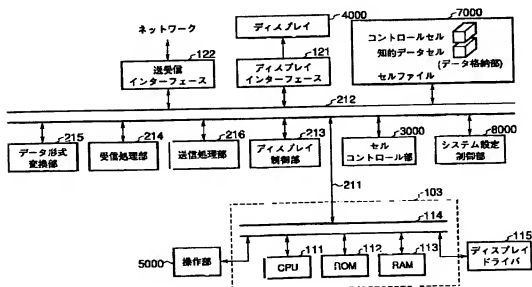 ネットワーク
4000
ディスプレイ
7000
コントロールセル
知的データセル
(データ格納部)
セルファイル
122
送受信
インターフェース
121
ディスプレイ
インターフェース
212
215
データ形式
変換部
214
受信処理部
216
送信処理部
213
ディスプレイ
制御部
3000
セル
コントロール部
8000
システム設定
制御部
211
103
114
5000
操作部
111
CPU
112
ROM
113
RAM
115
ディスプレイ
ドライバ